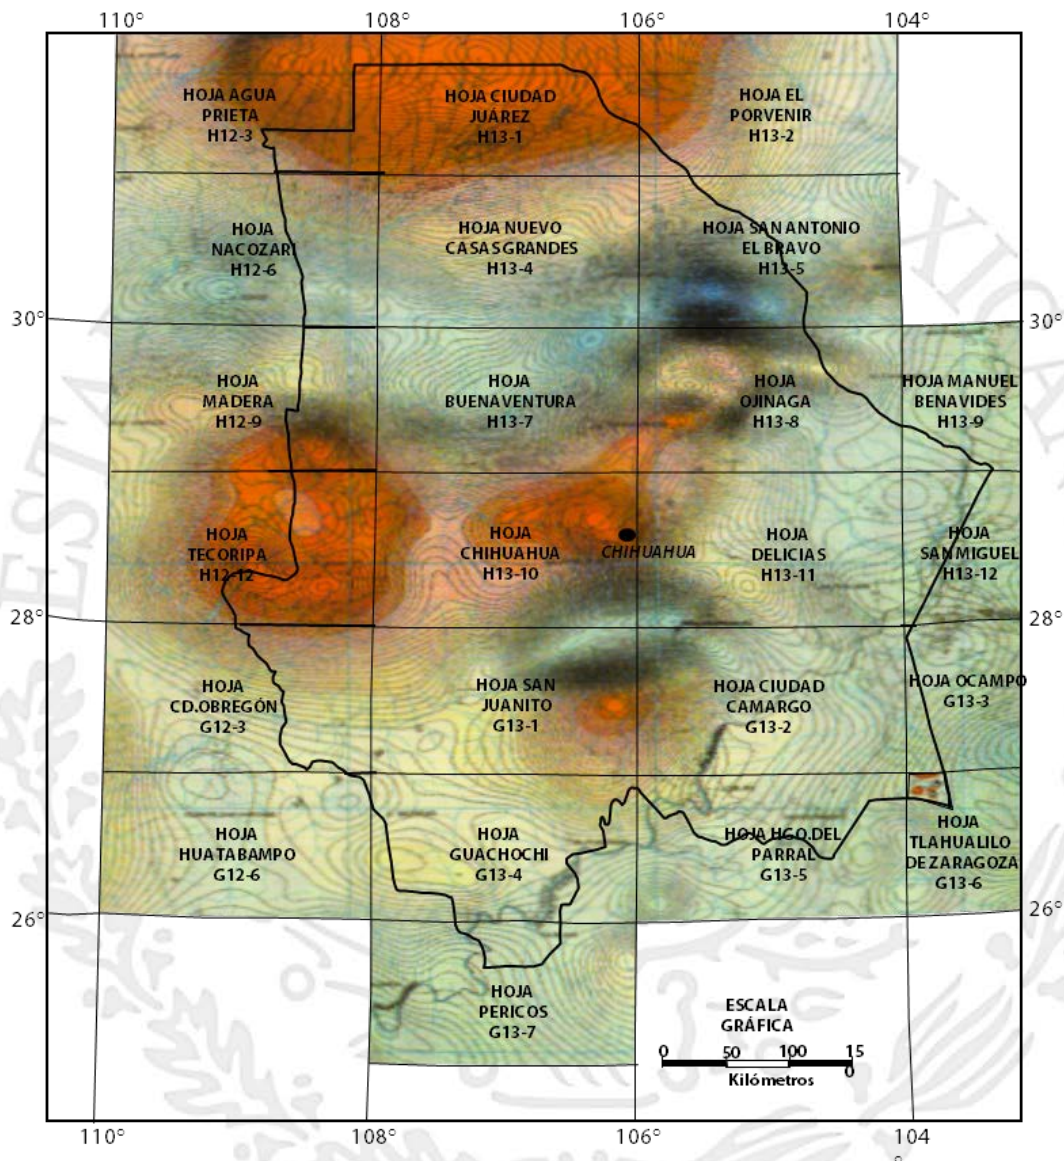 110°
108°
106°
104°
HOJA AGUA
PRIETA
H12-3
HOJA CIUDAD
JUÁREZ
H13-1
HOJA EL
PORVENIR
H13-2
HOJA
NACOZARI
H12-6
HOJA NUEVO
CASASGRANDES
H13-4
HOJA SAN ANTONIO
EL BRAVO
H13-5
30°
30°
HOJA
MADERA
H12-9
HOJA
BUENAVENTURA
H13-7
HOJA
OJINAGA
H13-8
HOJA MANUEL
BENAVIDES
H13-9
HOJA
TECORIPA
H12-12
HOJA
CHIHUAHUA
H13-10
CHIHUAHUA
HOJA
DELICIAS
H13-11
HOJA
SAN MIGUEL
H13-12
28°
28°
HOJA
CD.OBREGÓN
G12-3
HOJA SAN
JUANITO
G13-1
HOJA CIUDAD
CAMARGO
G13-2
HOJA OCAMPO
G13-3
HOJA
HUATABAMPO
G12-6
HOJA
GUACHOCHI
G13-4
HOJA HGO.DEL
PARRAL
G13-5
HOJA
TLAHUALILO
DE ZARAGOZA
G13-6
26°
26°
HOJA
PERICOS
G13-7
ESCALA
GRÁFICA
0 50 100 15
0
Kilómetros
110°
108°
106°
104
°